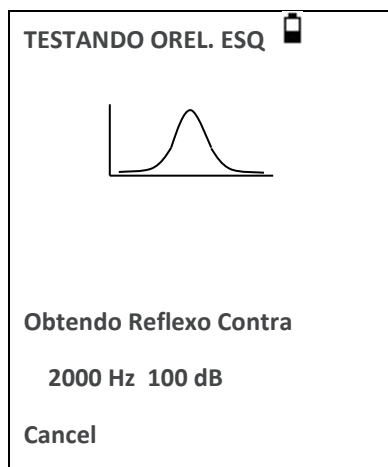 TESTANDO OREL. ESQ
Obtendo Reflexo Contra
2000 Hz 100 dB
Cancel